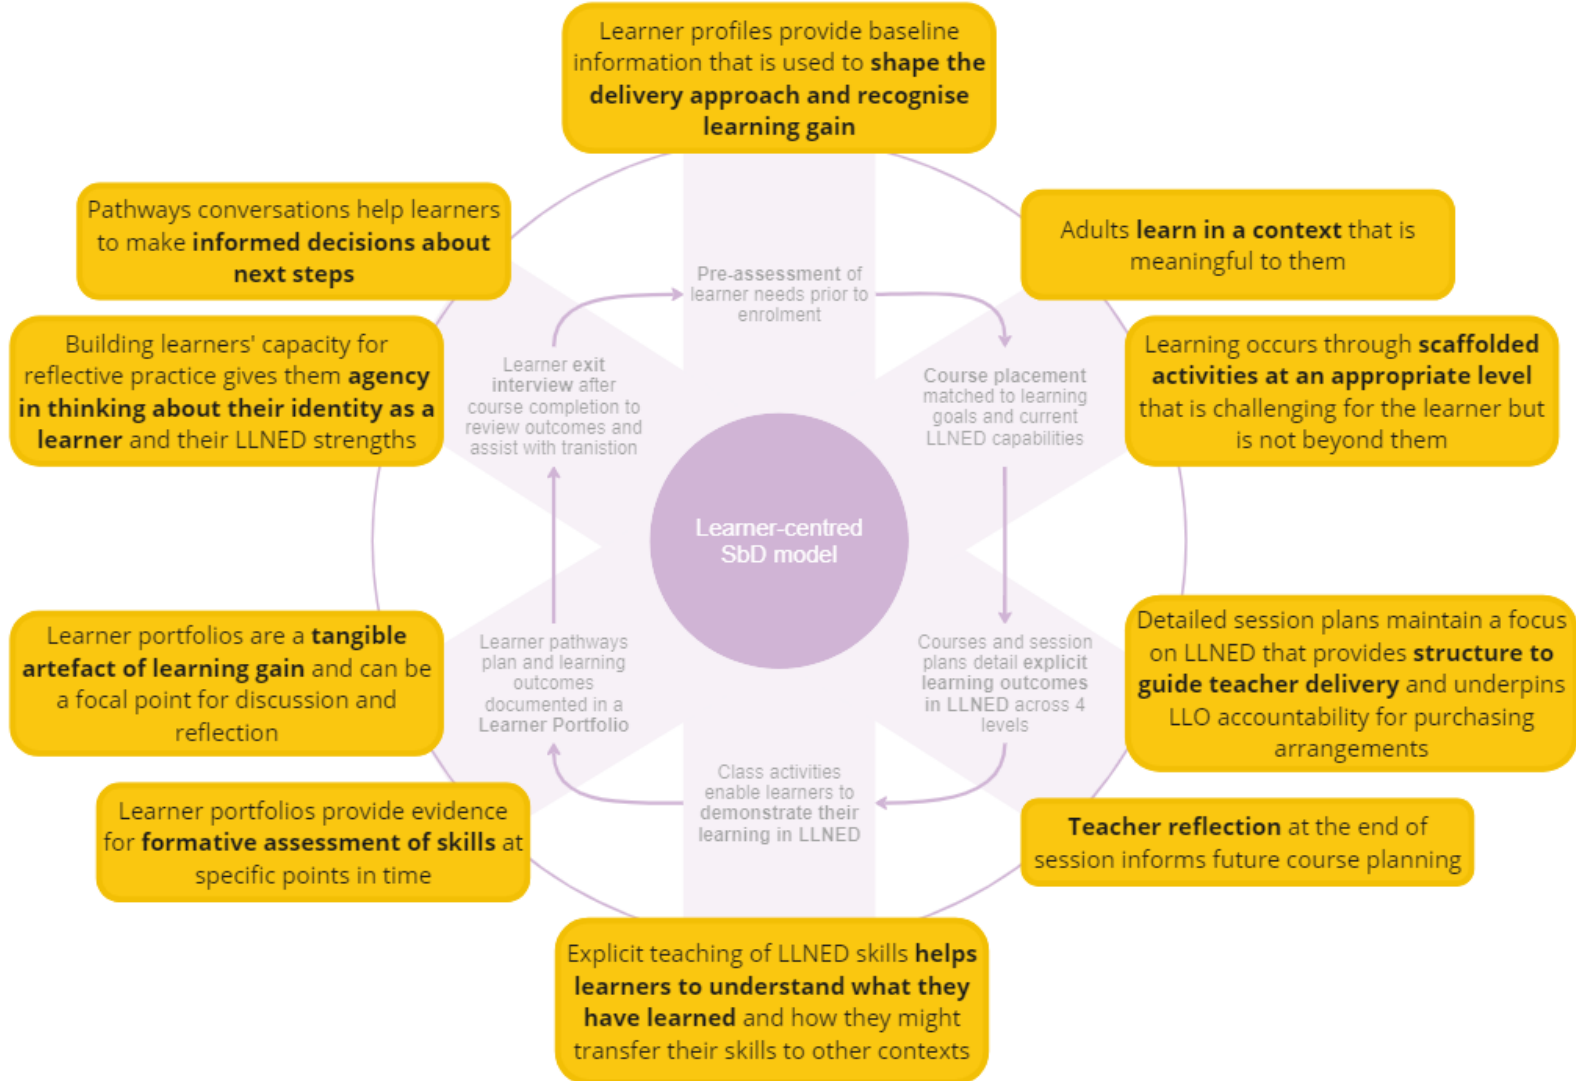 Learner profiles provide baseline
information that is used to shape the
delivery approach and recognise
learning gain
Pathways conversations help learners
to make informed decisions about
next steps
Adults learn in a context that is
meaningful to them
Building learners' capacity for
reflective practice gives them agency
in thinking about their identity as a
learner and their LLNED strengths
Learning occurs through scaffolded
activities at an appropriate level
that is challenging for the learner but
is not beyond them
Pre-assessment of
learner needs prior to
enrolment
Learner exit
interview after
course completion to
review outcomes and
assist with tranistion
Course placement
matched to learning
goals and current
LLNED capabilities
Learner-centred
SbD model
Learner portfolios are a tangible
artefact of learning gain and can be
a focal point for discussion and
reflection
Learner pathways
plan and learning
outcomes
documented in a
Learner Portfolio
Courses and session
plans detail explicit
learning outcomes
in LLNED across 4
levels
Detailed session plans maintain a focus
on LLNED that provides structure to
guide teacher delivery and underpins
LLO accountability for purchasing
arrangements
Class activities
enable learners to
demonstrate their
learning in LLNED
Learner portfolios provide evidence
for formative assessment of skills at
specific points in time
Teacher reflection at the end of
session informs future course planning
Explicit teaching of LLNED skills helps
learners to understand what they
have learned and how they might
transfer their skills to other contexts